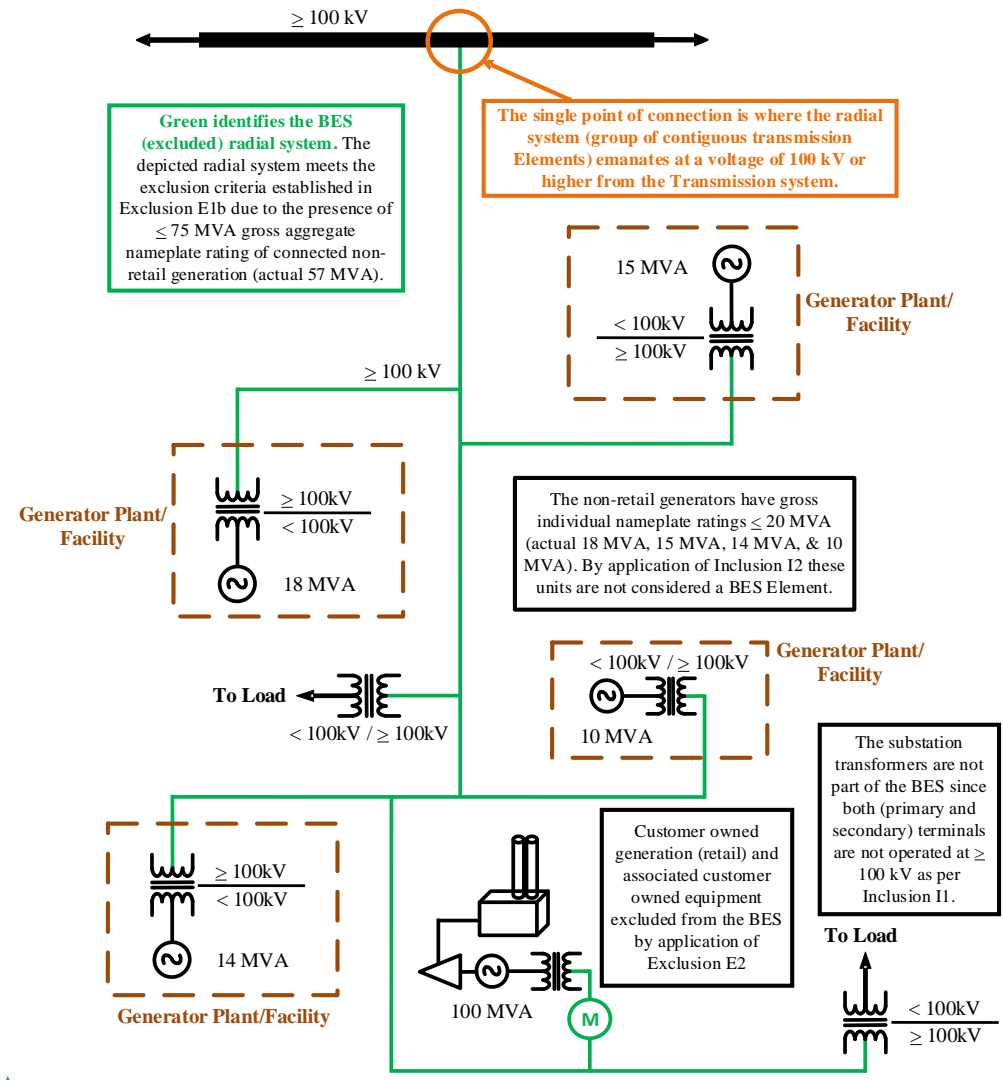 ≥ 100 kV
Green identifies the BES
(excluded) radial system. The
depicted radial system meets the
exclusion criteria established in
Exclusion E1b due to the presence of
≤ 75 MVA gross aggregate
nameplate rating of connected non-
retail generation (actual 57 MVA).
The single point of connection is where the radial
system (group of contiguous transmission
Elements) emanates at a voltage of 100 kV or
higher from the Transmission system.
15 MVA
< 100kV
≥ 100kV
Generator Plant/
Facility
≥ 100 kV
Generator Plant/
Facility
≥ 100kV
< 100kV
18 MVA
The non-retail generators have gross
individual nameplate ratings ≤ 20 MVA
(actual 18 MVA, 15 MVA, 14 MVA, & 10
MVA). By application of Inclusion I2 these
units are not considered a BES Element.
To Load
< 100kV / ≥ 100kV
< 100kV / ≥ 100kV
10 MVA
Generator Plant/
Facility
The substation
transformers are not
part of the BES since
both (primary and
secondary) terminals
are not operated at ≥
100 kV as per
Inclusion I1.
≥ 100kV
< 100kV
14 MVA
Generator Plant/Facility
Customer owned
generation (retail) and
associated customer
owned equipment
excluded from the BES
by application of
Exclusion E2
100 MVA
M
To Load
< 100kV
≥ 100kV